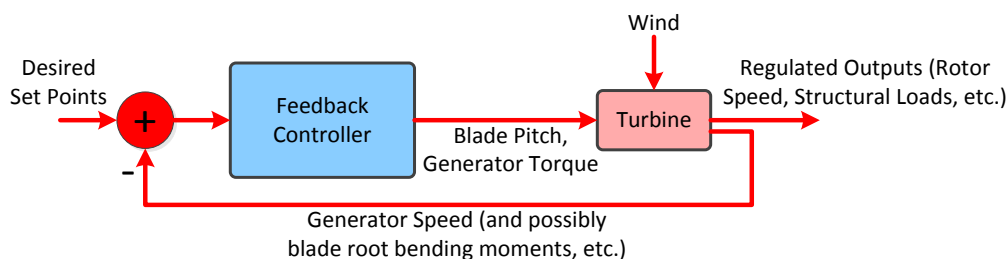 Desired
Set Points
+
-
Feedback
Controller
Blade Pitch,
Generator Torque
Wind
Turbine
Regulated Outputs (Rotor
Speed, Structural Loads, etc.)
Generator Speed (and possibly
blade root bending moments, etc.)